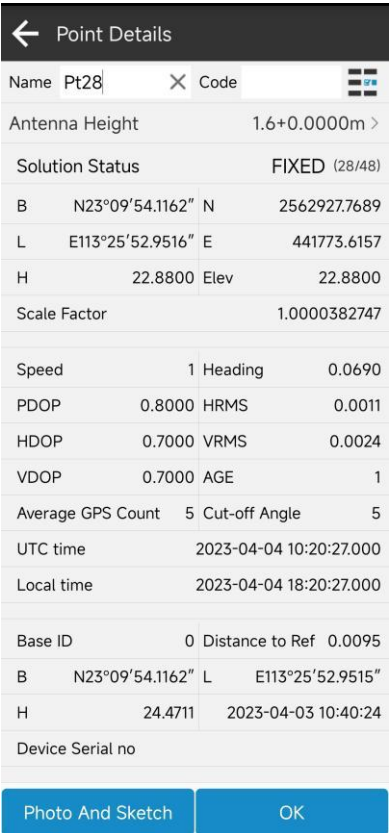 Point Details
Name Pt28 Code
Antenna Height 1.6+0.0000m >
Solution Status FIXED (28/48)
B N23°09′54.1162″ N 2562927.7689
L E113°25′52.9516″ E 441773.6157
H 22.8800 Elev 22.8800
Scale Factor 1.0000382747
Speed 1 Heading 0.0690
PDOP 0.8000 HRMS 0.0011
HDOP 0.7000 VRMS 0.0024
VDOP 0.7000 AGE 1
Average GPS Count 5 Cut-off Angle 5
UTC time 2023-04-04 10:20:27.000
Local time 2023-04-04 18:20:27.000
Base ID 0 Distance to Ref 0.0095
B N23°09′54.1162″ L E113°25′52.9515″
H 24.4711 2023-04-03 10:40:24
Device Serial no
Photo And Sketch OK